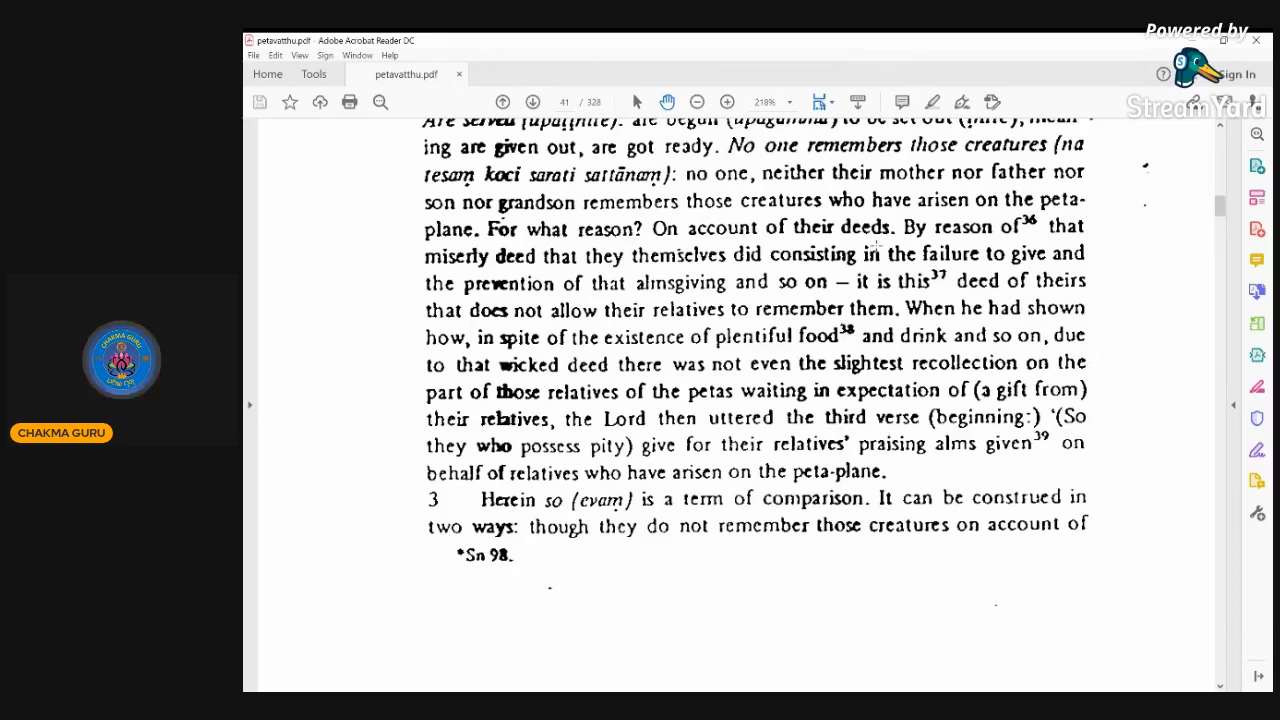 Powered by
StreamYard
petavatthu.pdf - Adobe Acrobat Reader DC
File Edit View Sign Window Help
Home Tools petavatthu.pdf × Sign In
41 / 328 218%
Are served
ing are given out, are got ready. No one remembers those creatures (na
tesaṃ koci sarati sattānaṃ): no one, neither their mother nor father nor
son nor grandson remembers those creatures who have arisen on the peta-
plane. For what reason? On account of their deeds. By reason of³⁶ that
miserly deed that they themselves did consisting in the failure to give and
the prevention of that almsgiving and so on — it is this³⁷ deed of theirs
that does not allow their relatives to remember them. When he had shown
how, in spite of the existence of plentiful food³⁸ and drink and so on, due
to that wicked deed there was not even the slightest recollection on the
part of those relatives of the petas waiting in expectation of (a gift from)
their relatives, the Lord then uttered the third verse (beginning:) '(So
they who possess pity) give for their relatives' praising alms given³⁹ on
behalf of relatives who have arisen on the peta-plane.
3 Herein so (evaṃ) is a term of comparison. It can be construed in
two ways: though they do not remember those creatures on account of
*Sn 98.
CHAKMA GURU
CHAKMA GURU